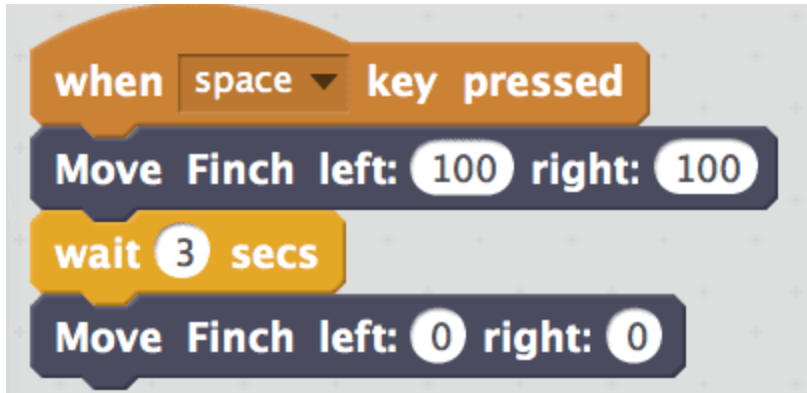 when space key pressed
Move Finch left: 100 right: 100
wait 3 secs
Move Finch left: 0 right: 0